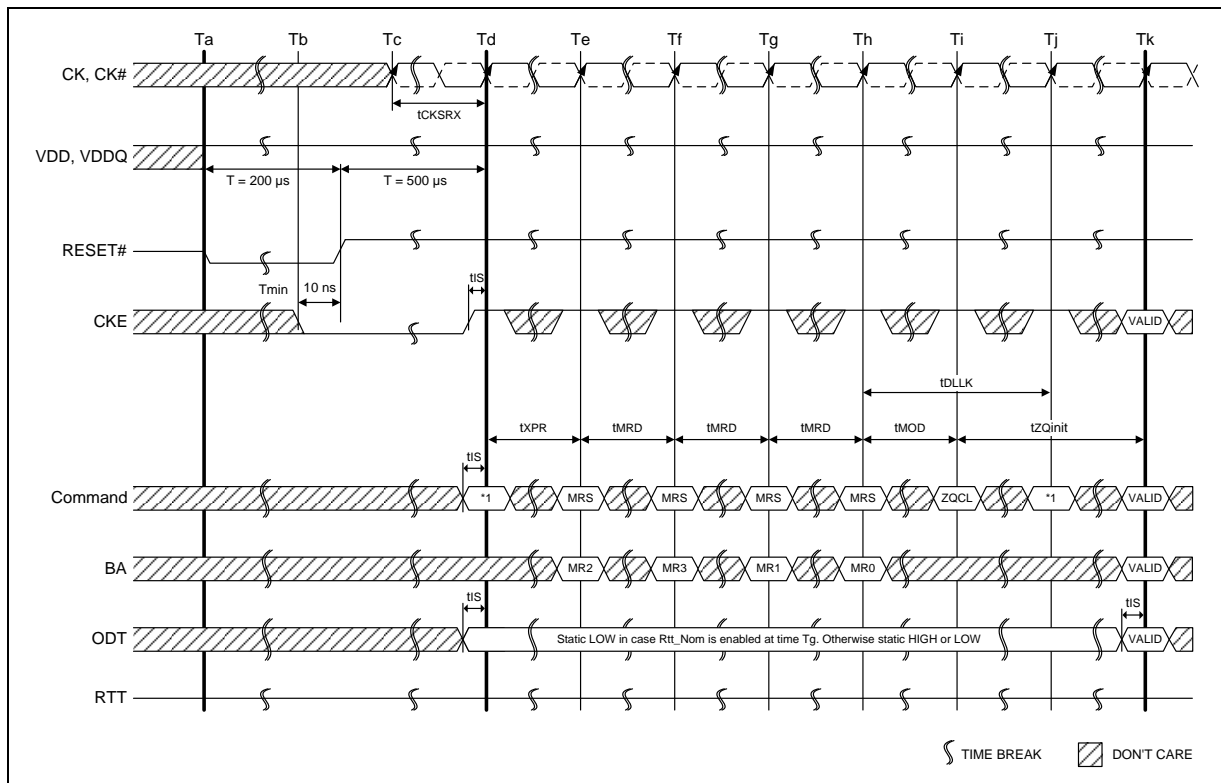 Ta Tb Tc Td Te Tf Tg Th Ti Tj Tk
CK, CK#
tCKSRX
VDD, VDDQ
T = 200 µs T = 500 µs
RESET#
tIS
Tmin 10 ns
CKE
VALID
tDLLK
tXPR tMRD tMRD tMRD tMOD tZQinit
tIS
Command *1 MRS MRS MRS MRS ZQCL *1 VALID
BA MR2 MR3 MR1 MR0 VALID
tIS tIS
ODT Static LOW in case Rtt_Nom is enabled at time Tg. Otherwise static HIGH or LOW VALID
RTT
TIME BREAK DON'T CARE